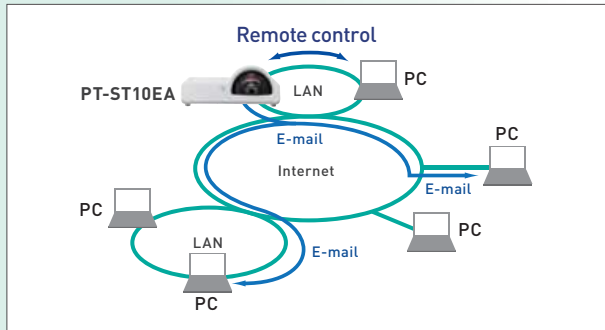 Remote control
PT-ST10EA
LAN
PC
E-mail
PC
Internet
E-mail
PC
LAN
E-mail
PC
PC